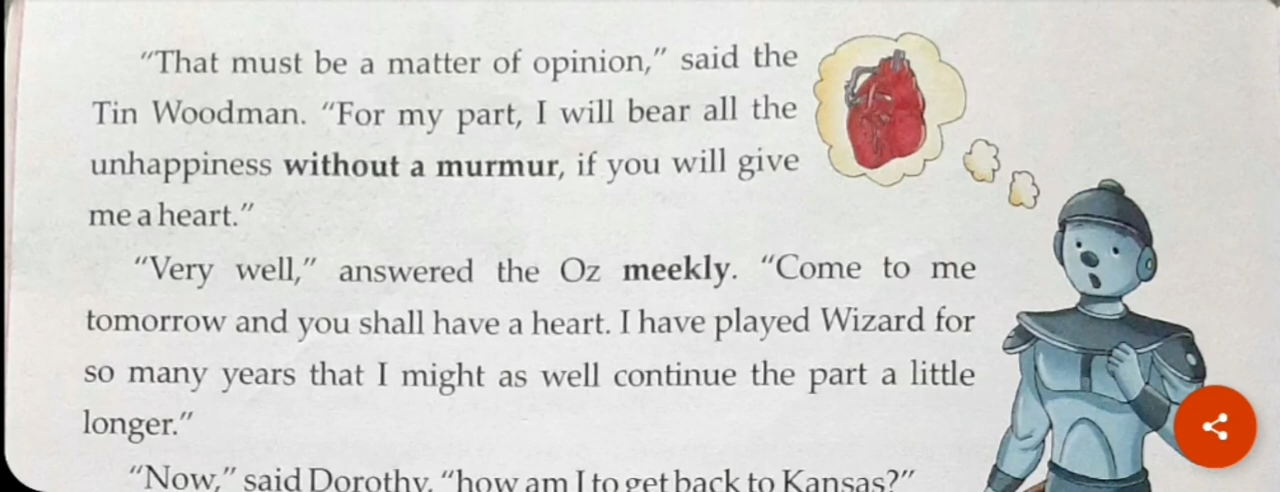 “That must be a matter of opinion,” said the
Tin Woodman. “For my part, I will bear all the
unhappiness without a murmur, if you will give
me a heart.”
“Very well,” answered the Oz meekly. “Come to me
tomorrow and you shall have a heart. I have played Wizard for
so many years that I might as well continue the part a little
longer.”
“Now,” said Dorothy, “how am I to get back to Kansas?”